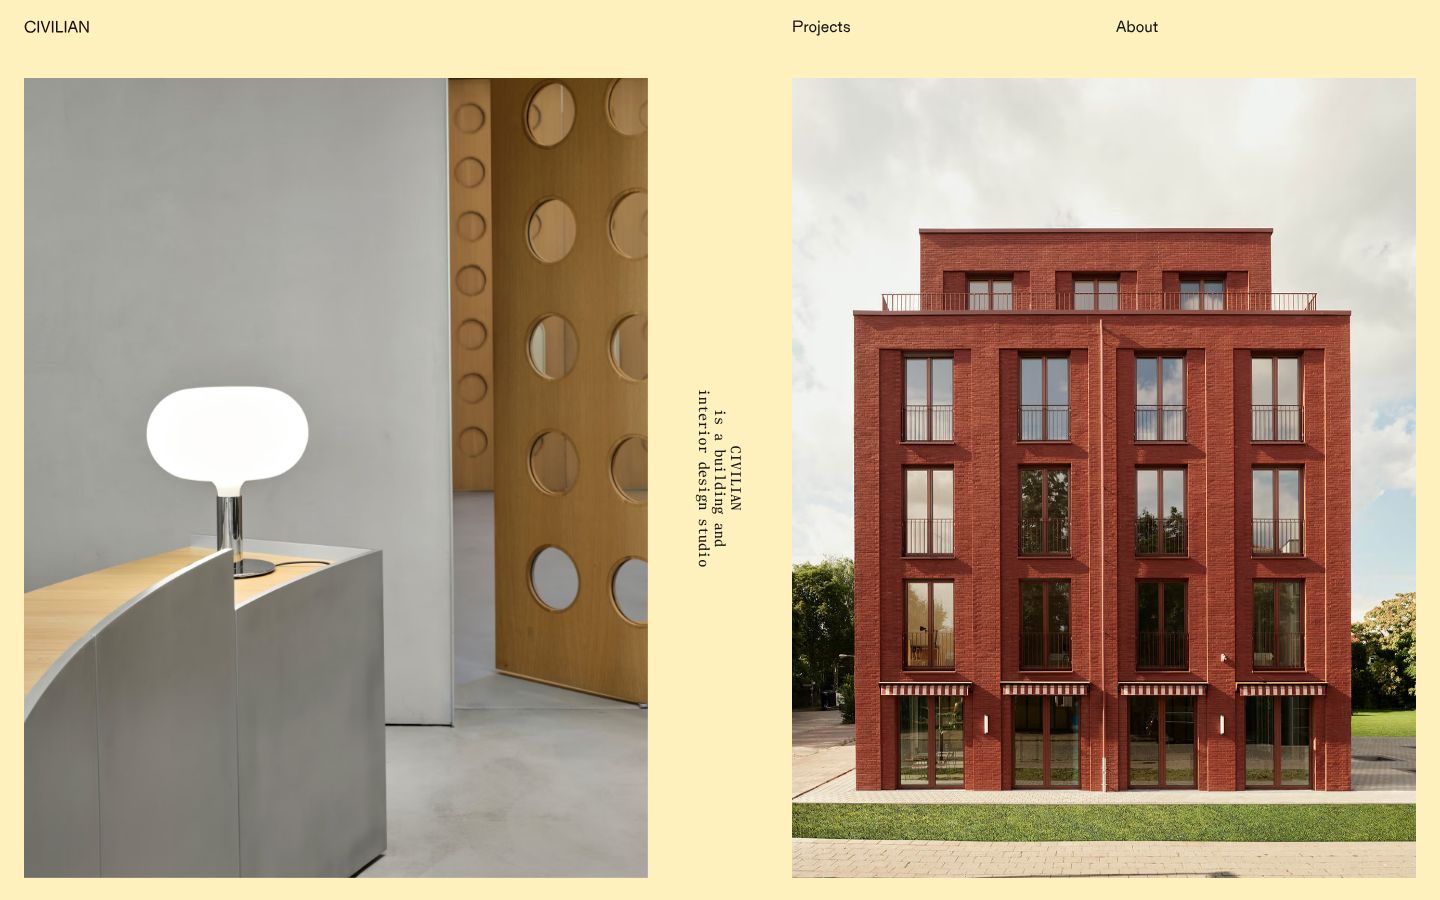 CIVILIAN
Projects
About
CIVILIAN
is a building and
interior design studio